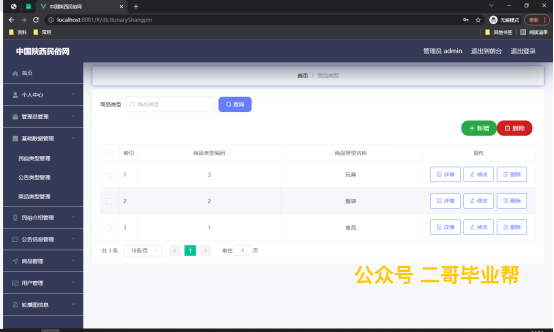 中国陕西民俗网
localhost:8081/#/dictionaryShangpin
无痕模式
更新
资料 常用 其他书签 阅读清单
中国陕西民俗网 管理员 admin 退出到前台 退出登录
首页
首页 / 商品类型
个人中心
商品类型 商品类型 查询
管理员管理
新增 删除
基础数据管理
索引 商品类型编码 商品类型名称 操作
民俗类型管理
1 3 玩具 详情 修改 删除
公告类型管理
2 2 服装 详情 修改 删除
商品类型管理
3 1 食品 详情 修改 删除
民俗介绍管理
公告信息管理
共 3 条 10条/页 1 前往 1 页
商品管理
用户管理
轮播图信息
公众号 二哥毕业帮